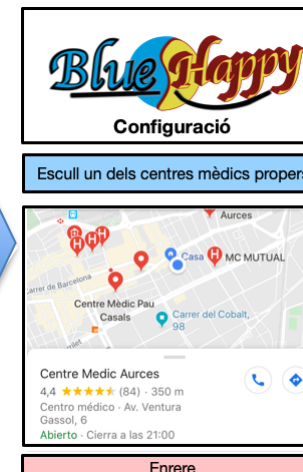 Blue Happy
Configuració
Escull un dels centres mèdics propers
Aurces
Casa
MC MUTUAL
Carrer de Barcelona
Centre Mèdic Pau
Casals
Carrer del Cobalt,
98
Centre Medic Aurces
4,4 (84) · 350 m
Centro médico · Av. Ventura
Gassol, 6
Abierto · Cierra a las 21:00
Enrere